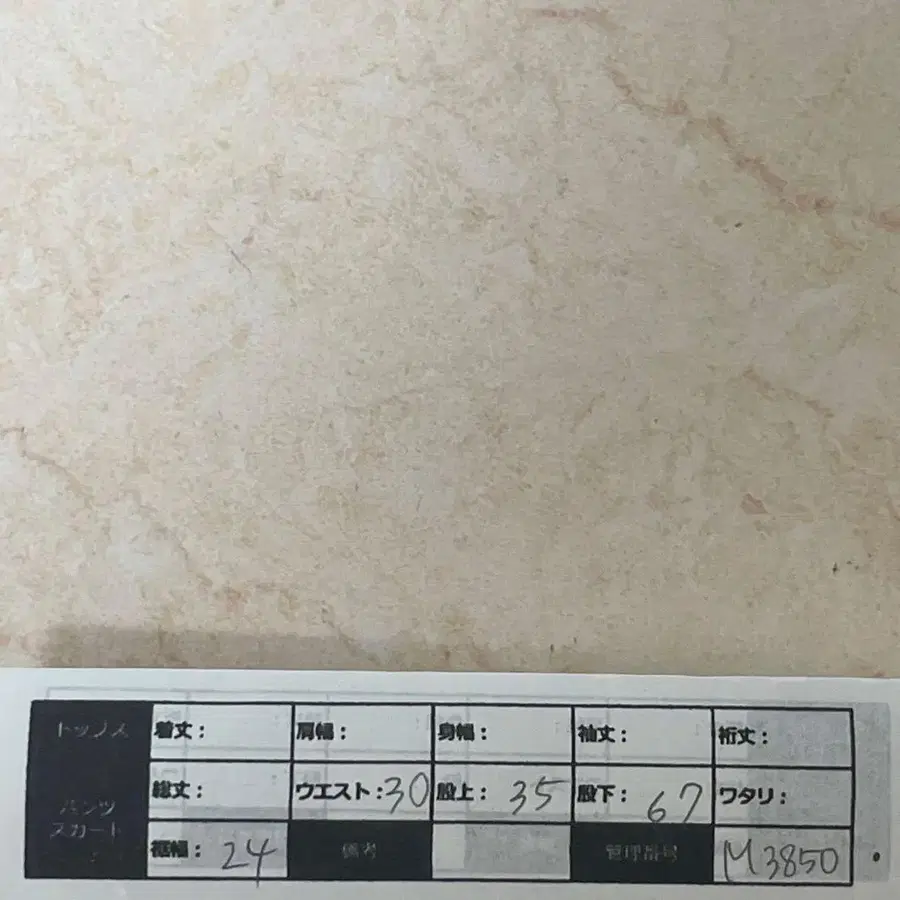 トップス 着丈: 肩幅: 身幅: 袖丈: 裄丈:
パンツ
スカート
総丈: ウエスト:30 股上: 35 股下: 67 ワタリ:
裾幅: 24 備考 管理番号 M3850